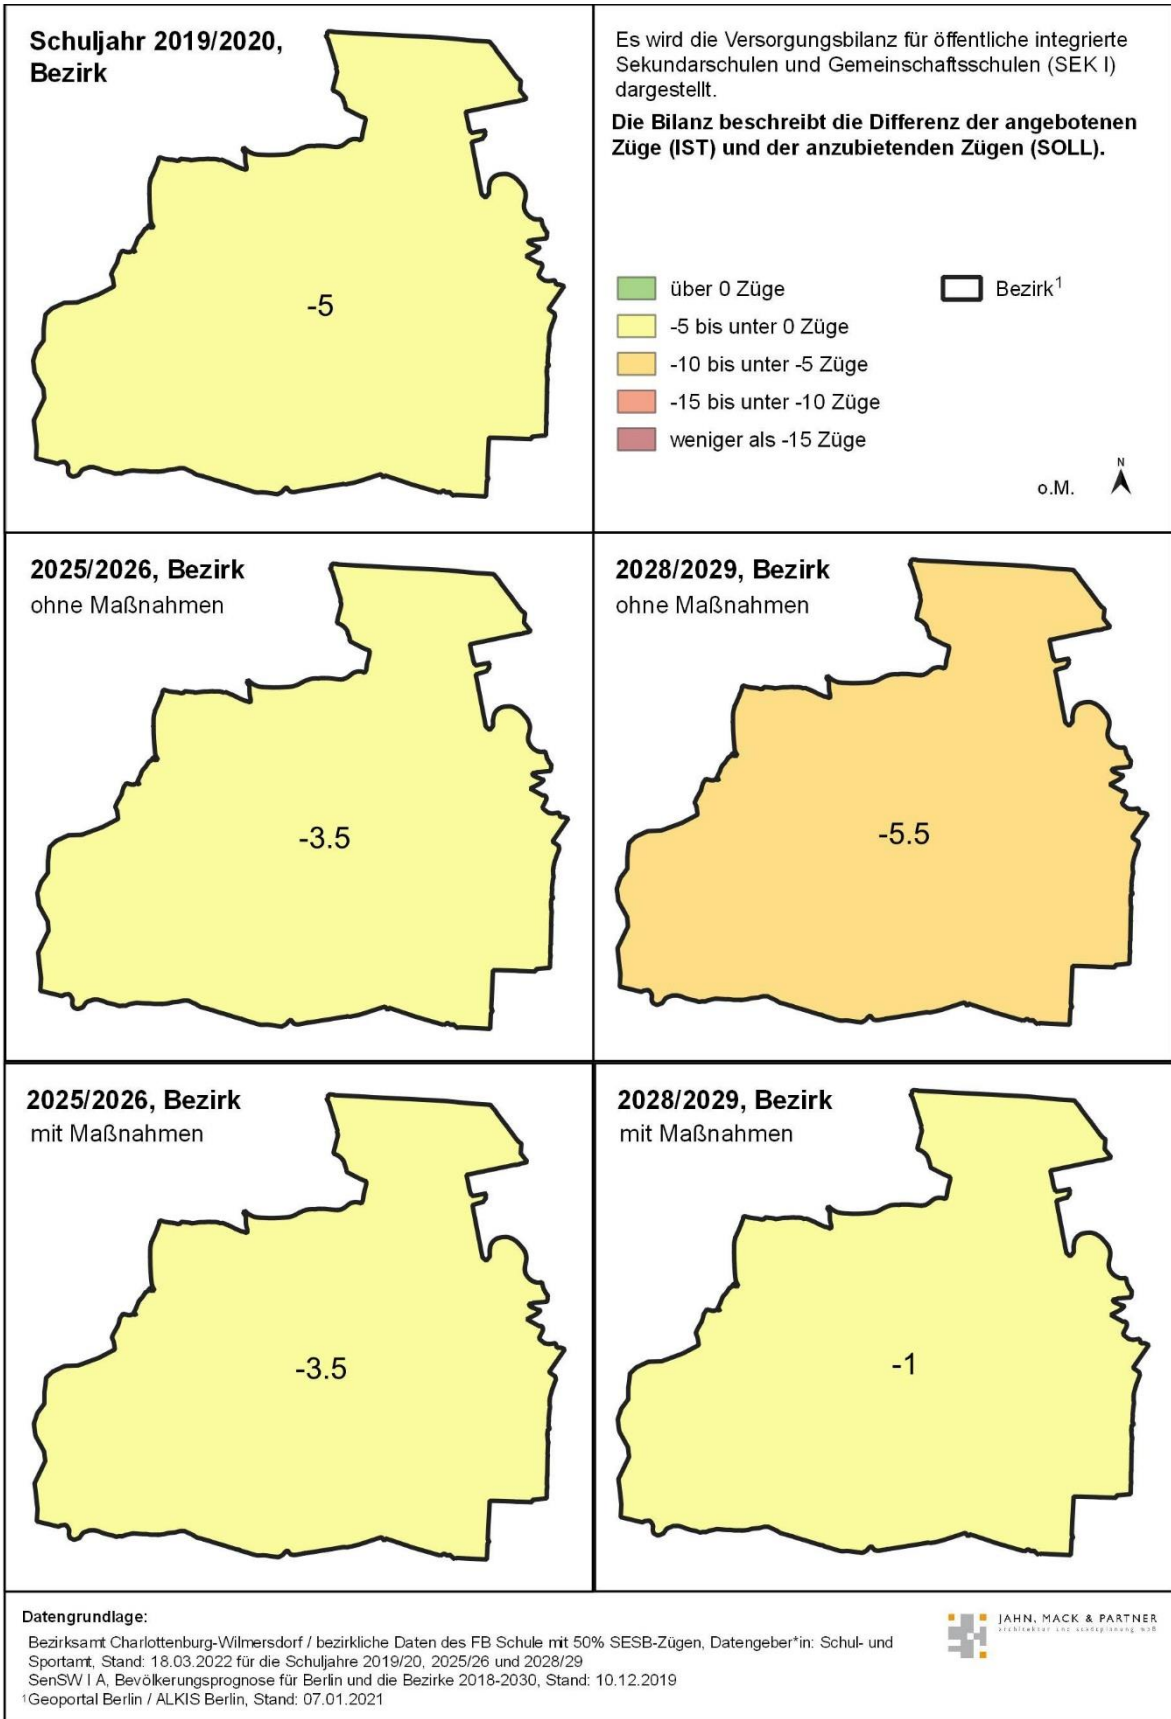 Schuljahr 2019/2020,
Bezirk
-5
Es wird die Versorgungsbilanz für öffentliche integrierte
Sekundarschulen und Gemeinschaftsschulen (SEK I)
dargestellt.
Die Bilanz beschreibt die Differenz der angebotenen
Züge (IST) und der anzubietenden Zügen (SOLL).
über 0 Züge
-5 bis unter 0 Züge
-10 bis unter -5 Züge
-15 bis unter -10 Züge
weniger als -15 Züge
Bezirk¹
o.M.
N
2025/2026, Bezirk
ohne Maßnahmen
-3.5
2028/2029, Bezirk
ohne Maßnahmen
-5.5
2025/2026, Bezirk
mit Maßnahmen
-3.5
2028/2029, Bezirk
mit Maßnahmen
-1
Datengrundlage:
Bezirksamt Charlottenburg-Wilmersdorf / bezirkliche Daten des FB Schule mit 50% SESB-Zügen, Datengeber*in: Schul- und
Sportamt, Stand: 18.03.2022 für die Schuljahre 2019/20, 2025/26 und 2028/29
SenSW I A, Bevölkerungsprognose für Berlin und die Bezirke 2018-2030, Stand: 10.12.2019
¹Geoportal Berlin / ALKIS Berlin, Stand: 07.01.2021
JAHN, MACK & PARTNER
architektur und stadtplanung mbB